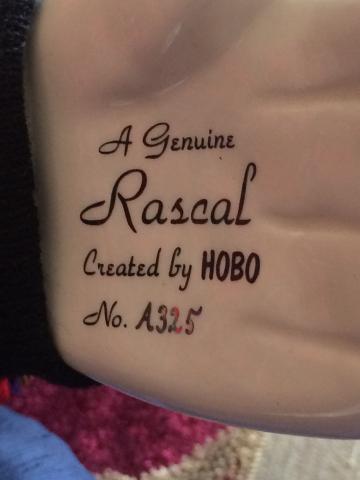 A Genuine
Rascal
Created by HOBO
No. A325